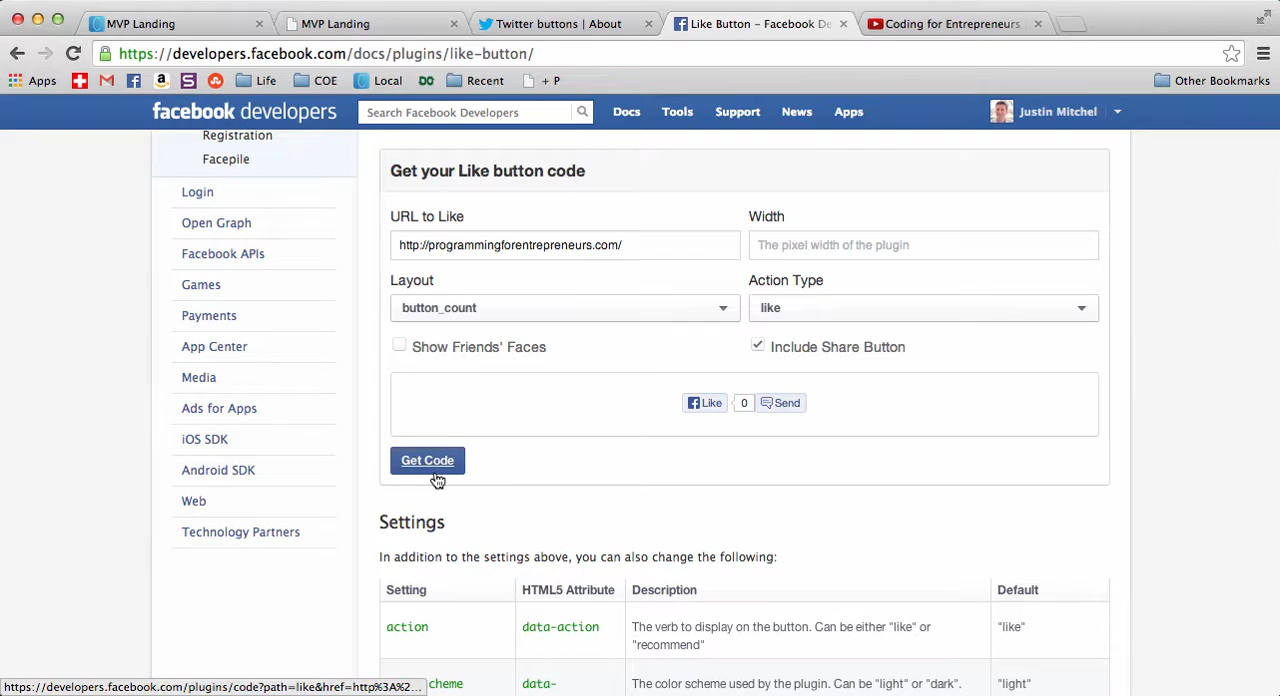 MVP Landing
MVP Landing
Twitter buttons | About
Like Button – Facebook De
Coding for Entrepreneurs
https://developers.facebook.com/docs/plugins/like-button/
Apps
Life
COE
Local
Recent
+ P
Other Bookmarks
facebook developers
Search Facebook Developers
Docs
Tools
Support
News
Apps
Justin Mitchel
Registration
Facepile
Login
Open Graph
Facebook APIs
Games
Payments
App Center
Media
Ads for Apps
iOS SDK
Android SDK
Web
Technology Partners
Get your Like button code
URL to Like
Width
http://programmingforentrepreneurs.com/
The pixel width of the plugin
Layout
Action Type
button_count
like
Show Friends' Faces
Include Share Button
Like
0
Send
Get Code
Settings
In addition to the settings above, you can also change the following:
Setting
HTML5 Attribute
Description
Default
action
data-action
The verb to display on the button. Can be either "like" or
"recommend"
"like"
cheme
data-
The color scheme used by the plugin. Can be "light" or "dark".
"light"
https://developers.facebook.com/plugins/code?path=like&href=http%3A%2...